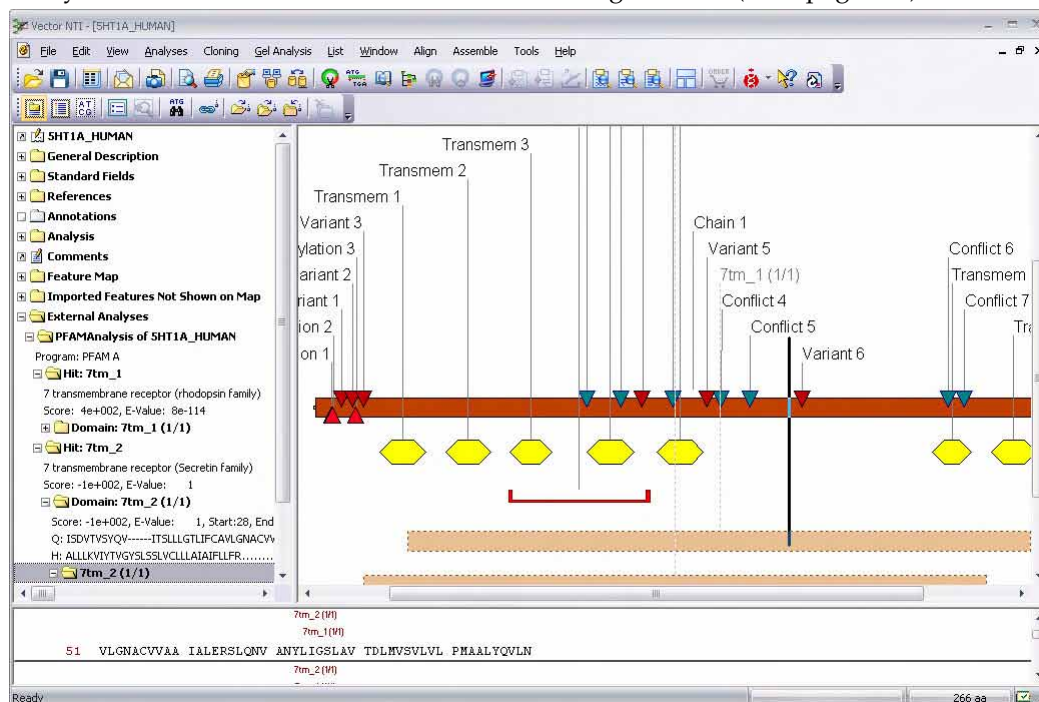 Vector NTI - [5HT1A_HUMAN]
File Edit View Analyses Cloning Gel Analysis List Window Align Assemble Tools Help
5HT1A_HUMAN
General Description
Standard Fields
References
Annotations
Analysis
Comments
Feature Map
Imported Features Not Shown on Map
External Analyses
PFAMAnalysis of 5HT1A_HUMAN
Program: PFAM A
Hit: 7tm_1
7 transmembrane receptor (rhodopsin family)
Score: 4e+002, E-Value: 8e-114
Domain: 7tm_1 (1/1)
Hit: 7tm_2
7 transmembrane receptor (Secretin family)
Score: -1e+002, E-Value: 1
Domain: 7tm_2 (1/1)
Score: -1e+002, E-Value: 1, Start:28, End
Q: ISDVTVSYQV------ITSLLLGTLIFCAVLGNACVV
H: ALLLKVIYTVGYSLSSLVCLLLAIAIFLLFR........
7tm_2 (1/1)
Transmem 3
Transmem 2
Transmem 1
Variant 3
ylation 3
ariant 2
riant 1
ion 2
on 1
Chain 1
Variant 5
7tm_1 (1/1)
Conflict 4
Conflict 5
Variant 6
Conflict 6
Transmem
Conflict 7
Tra
7tm_2 (1/1)
7tm_1 (1/1)
51 VLGNACVVAA IALERSLQNV ANYLIGSLAV TDLMVSVLVL PMAALYQVLN
7tm_2 (1/1)
Ready
266 aa